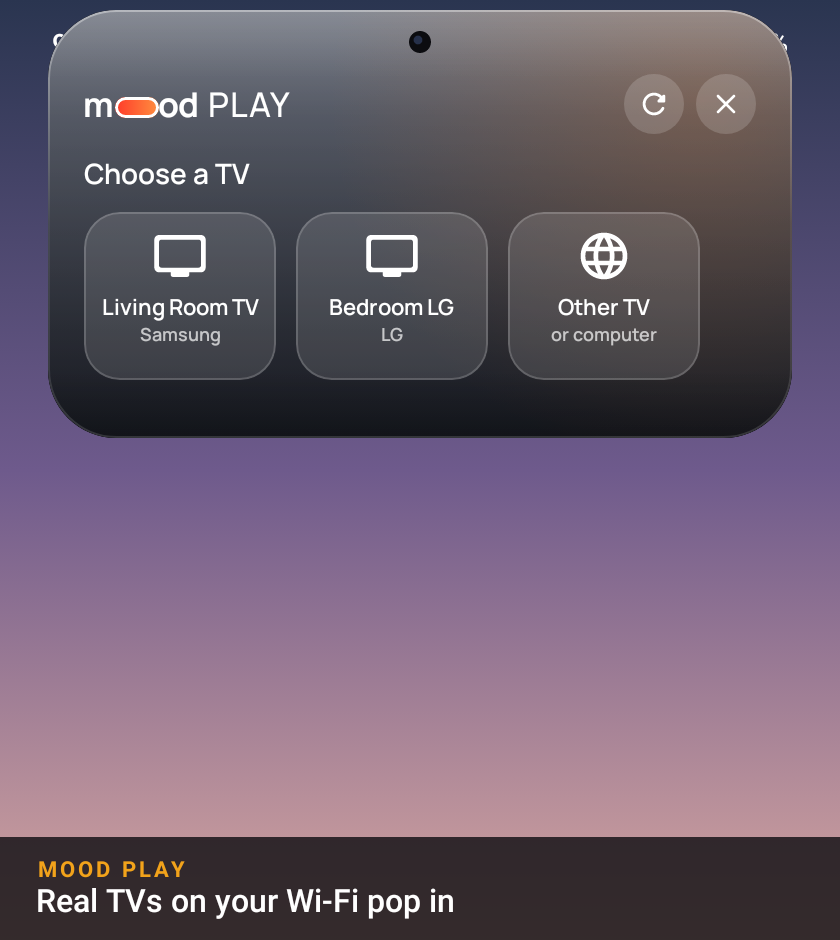 mood PLAY
Choose a TV
Living Room TV
Samsung
Bedroom LG
LG
Other TV
or computer
MOOD PLAY
Real TVs on your Wi-Fi pop in